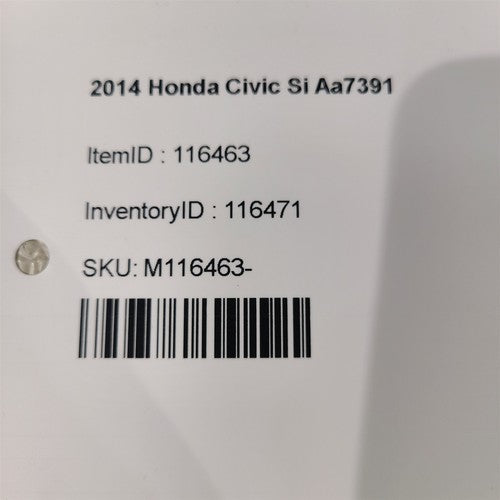 2014 Honda Civic Si Aa7391
ItemID : 116463
InventoryID : 116471
SKU: M116463-